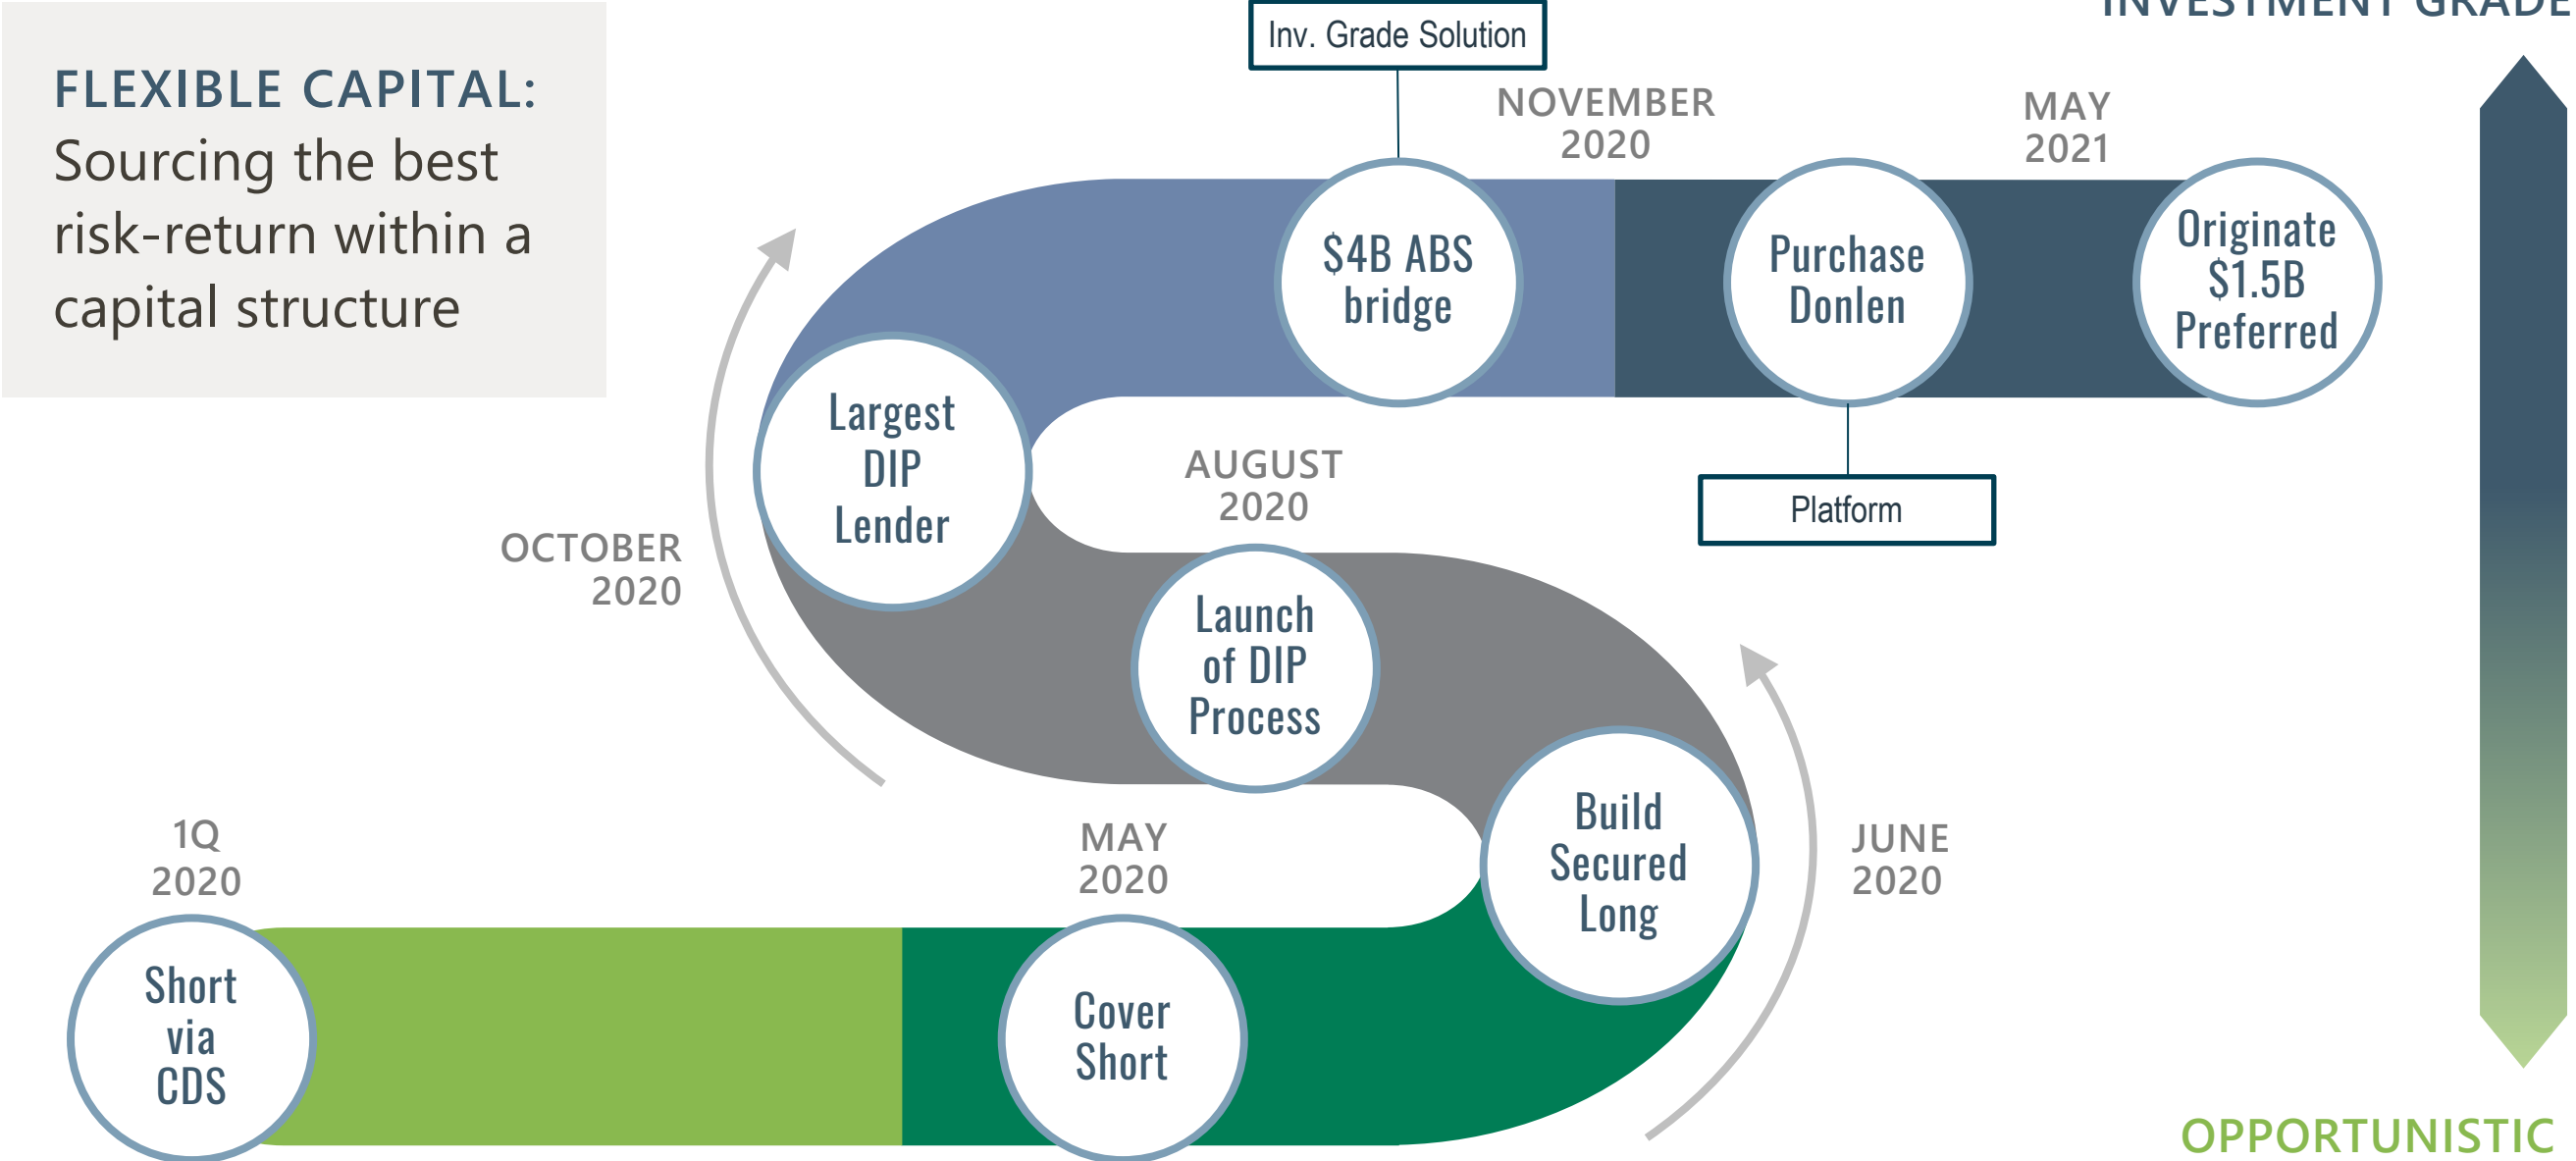 FLEXIBLE CAPITAL:
Sourcing the best
risk-return within a
capital structure
INVESTMENT GRADE
Inv. Grade Solution
NOVEMBER
2020
MAY
2021
$4B ABS
bridge
Purchase
Donlen
Originate
$1.5B
Preferred
Platform
Largest
DIP
Lender
OCTOBER
2020
AUGUST
2020
Launch
of DIP
Process
Build
Secured
Long
JUNE
2020
1Q
2020
MAY
2020
Short
via
CDS
Cover
Short
OPPORTUNISTIC